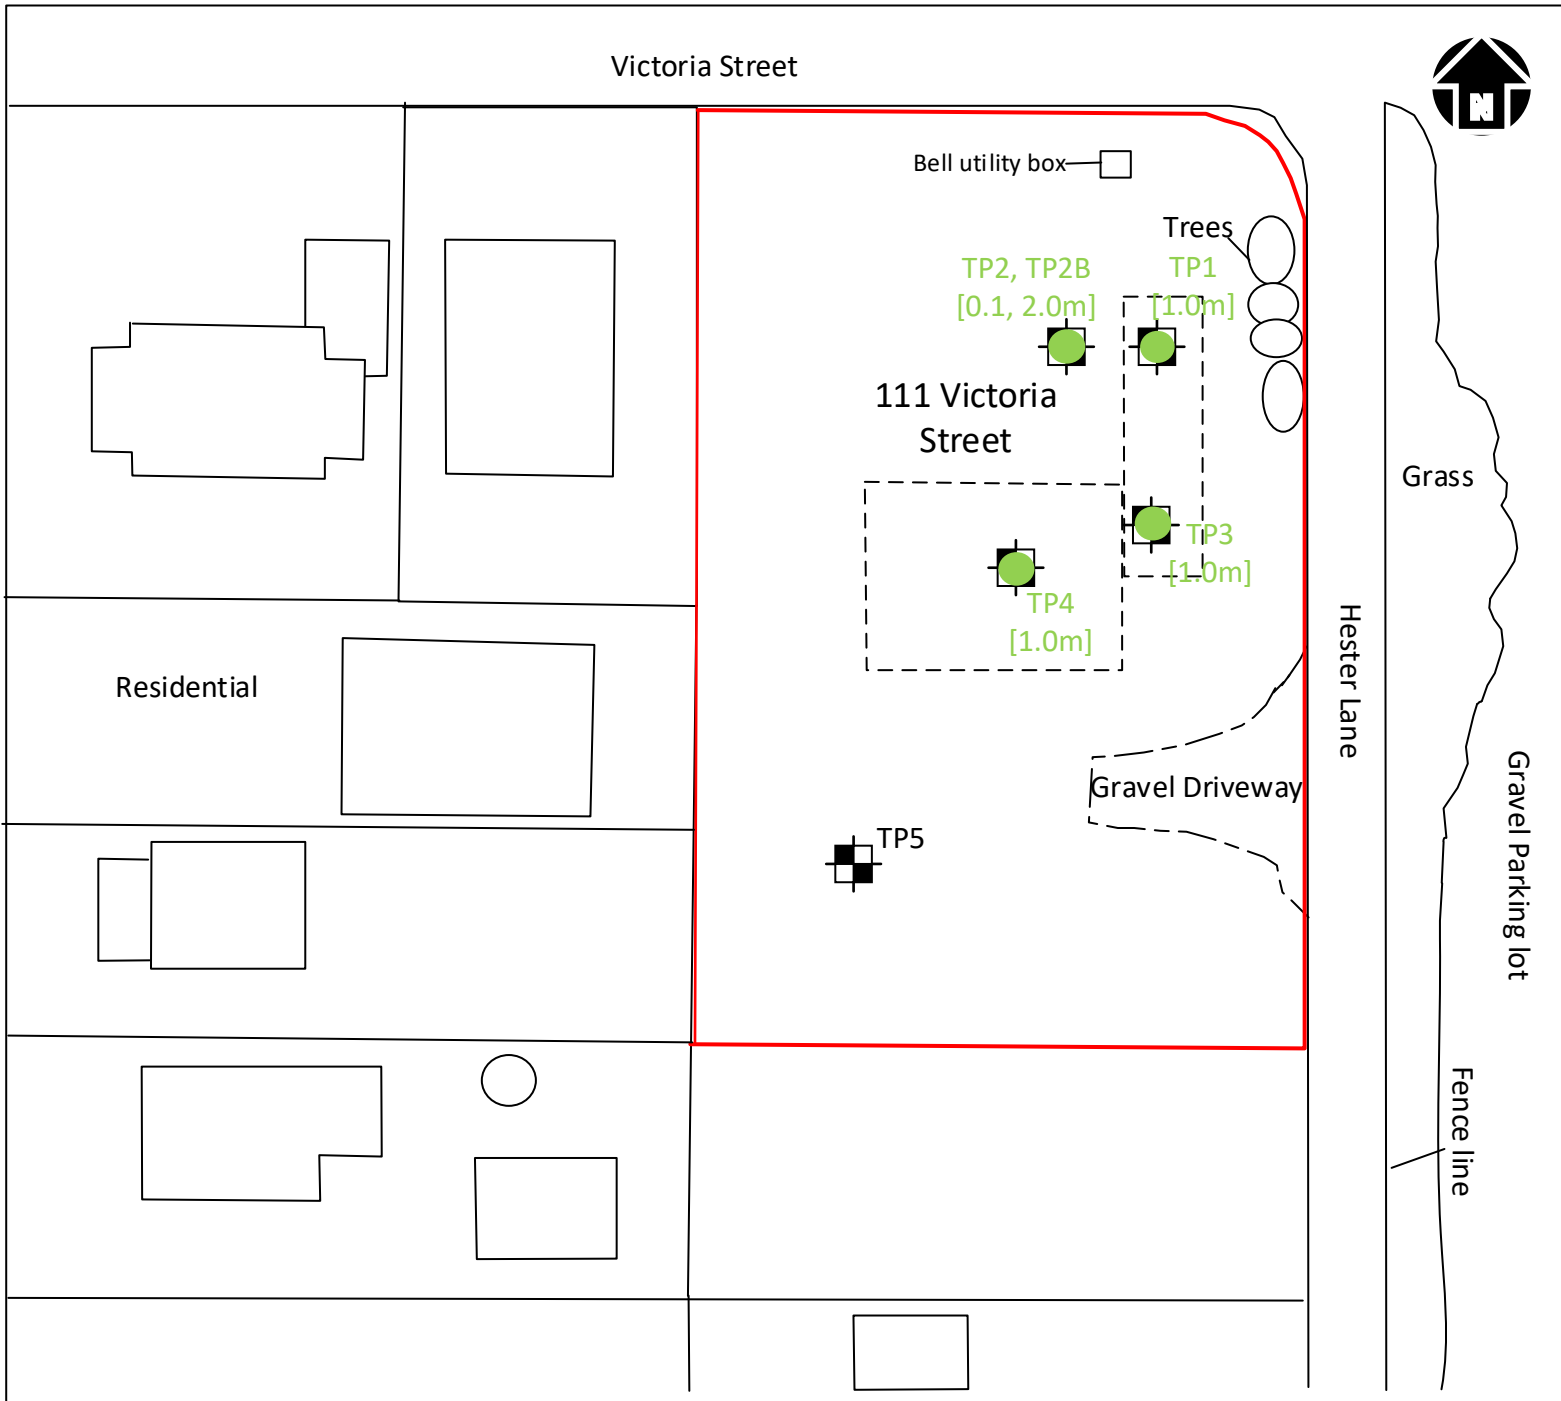 Victoria Street
N
Bell utility box
Trees
TP2, TP2B
[0.1, 2.0m]
TP1
[1.0m]
111 Victoria
Street
Grass
TP3
[1.0m]
TP4
[1.0m]
Hester Lane
Residential
Gravel Driveway
Gravel Parking lot
TP5
Fence line